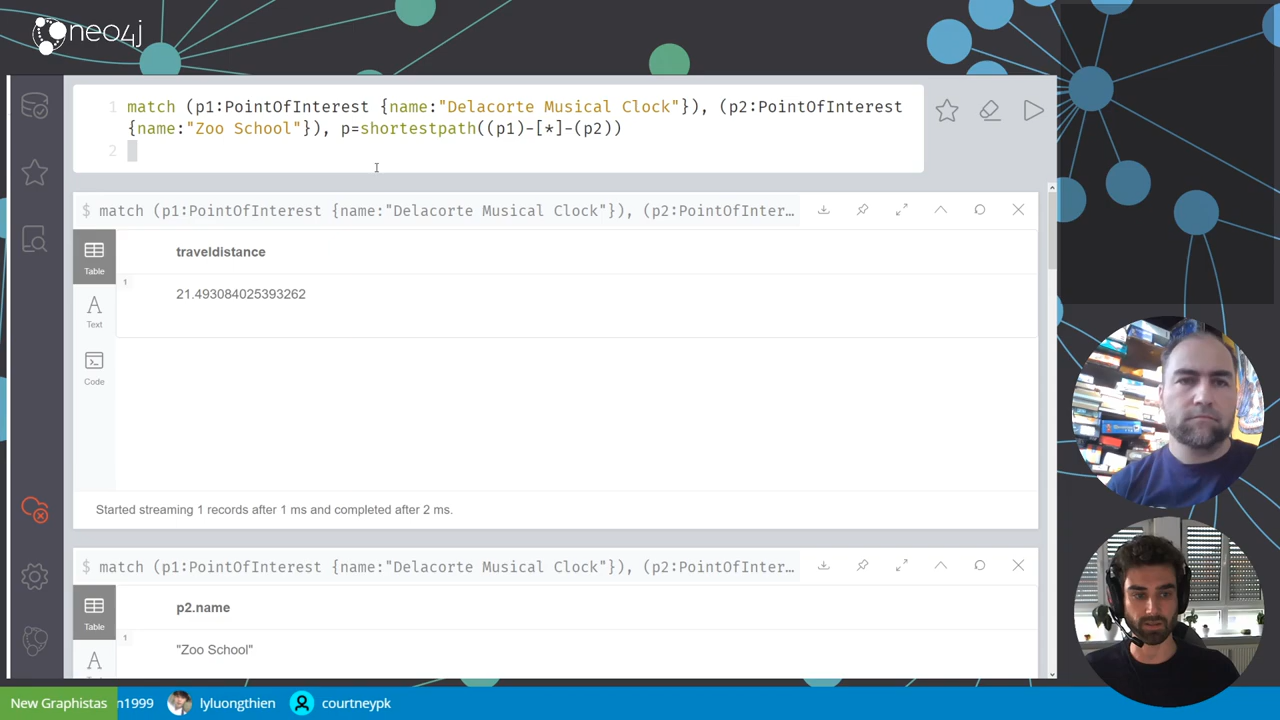 neo4j
1 match (p1:PointOfInterest {name:"Delacorte Musical Clock"}), (p2:PointOfInterest
{name:"Zoo School"}), p=shortestpath((p1)-[*]-(p2))
2
$ match (p1:PointOfInterest {name:"Delacorte Musical Clock"}), (p2:PointOfInter…
Table
traveldistance
1
21.493084025393262
A
Text
Code
Started streaming 1 records after 1 ms and completed after 2 ms.
$ match (p1:PointOfInterest {name:"Delacorte Musical Clock"}), (p2:PointOfInter…
Table
p2.name
1
"Zoo School"
A
New Graphistas n1999 lyluongthien courtneypk